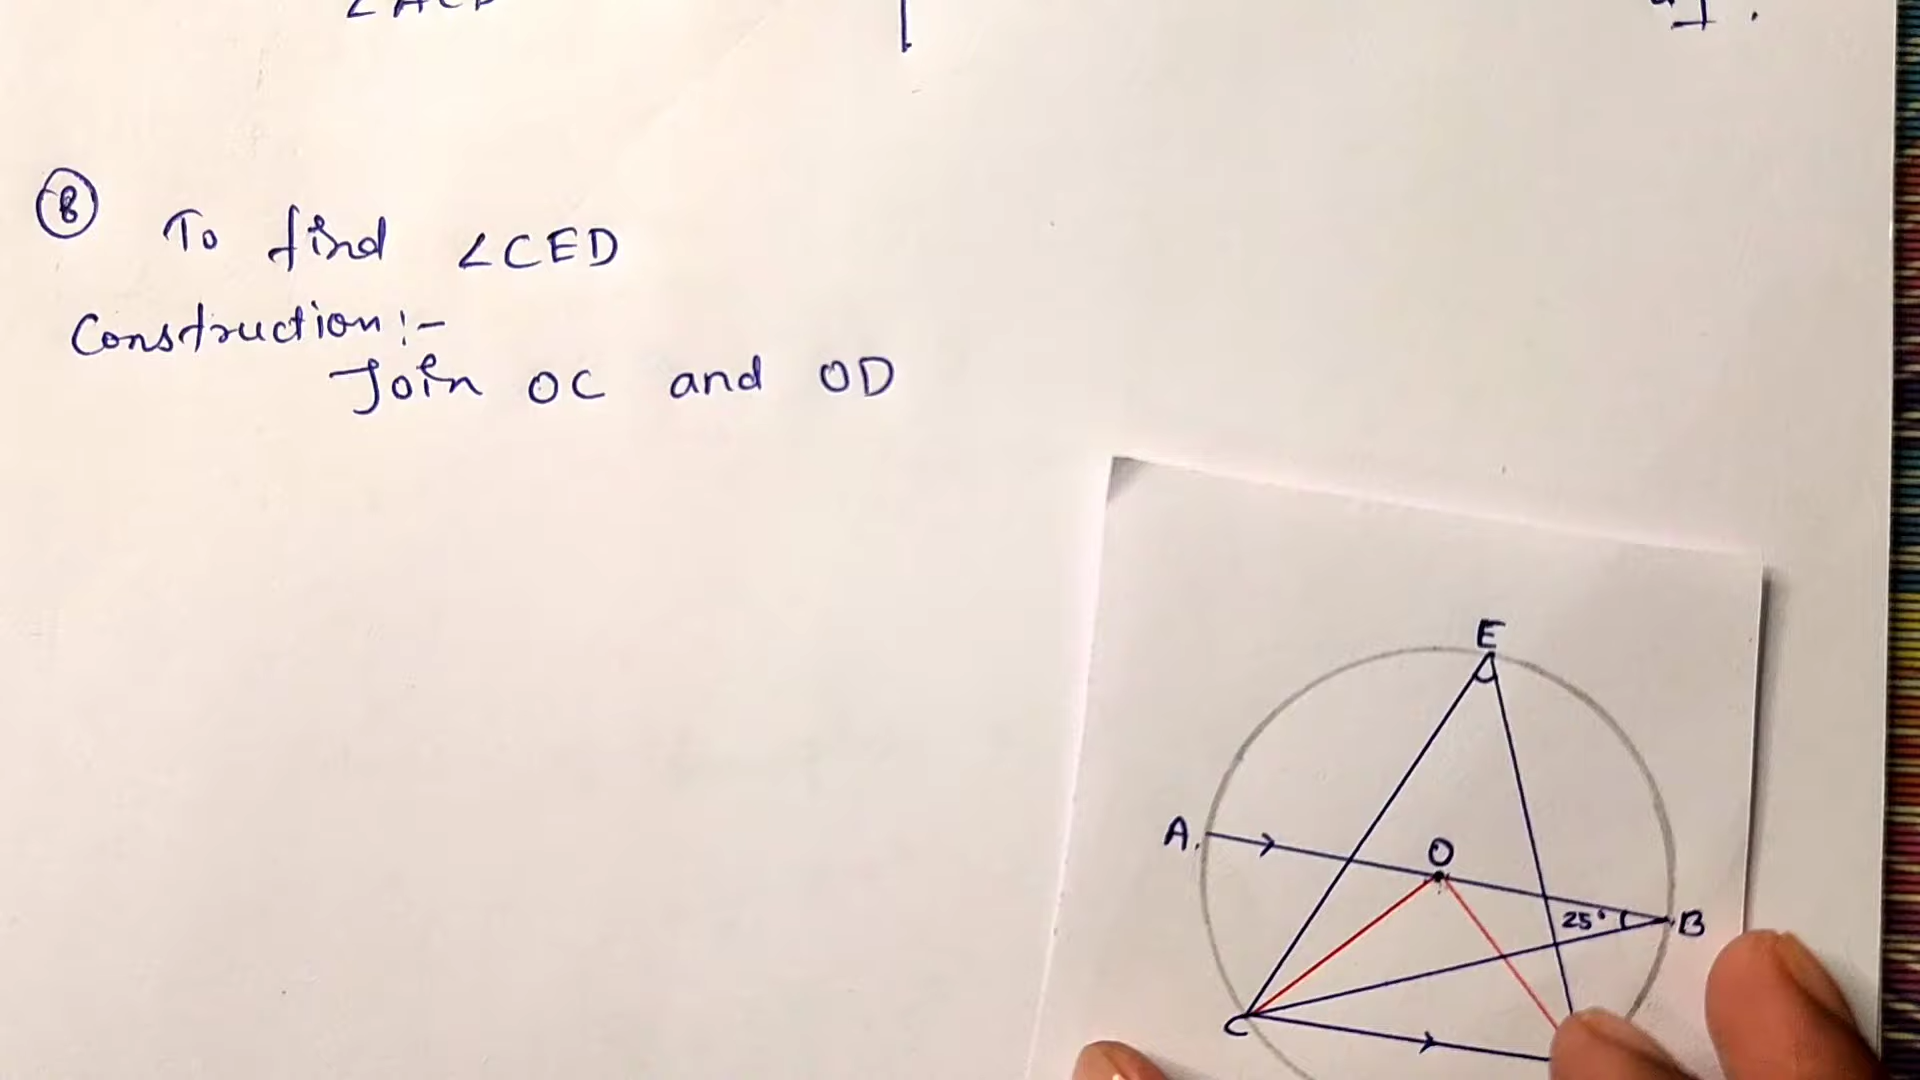 8 To find ∠CED
Construction:-
Join OC and OD
E
A.
O
25°
B
C